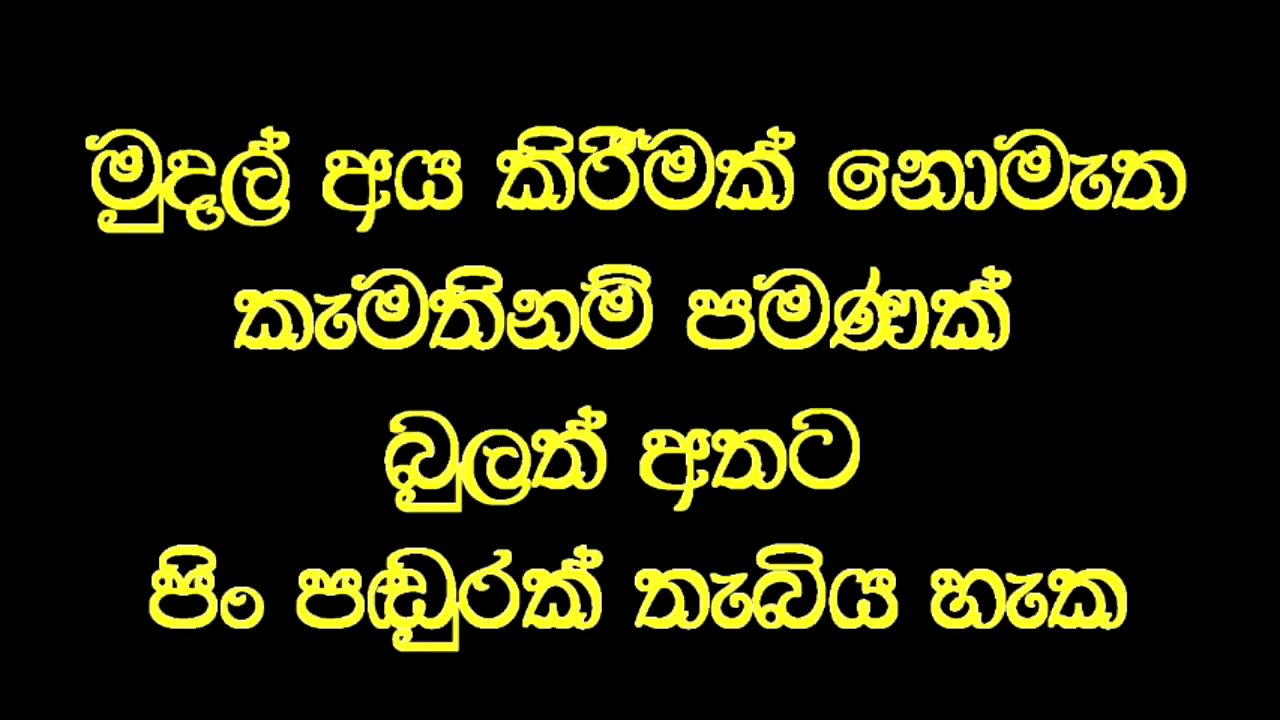 මුදල් අය කිරීමක් නොමැත
කැමතිනම් පමණක්
බුලත් අතට
පිං පඬුරක් තැබිය හැක